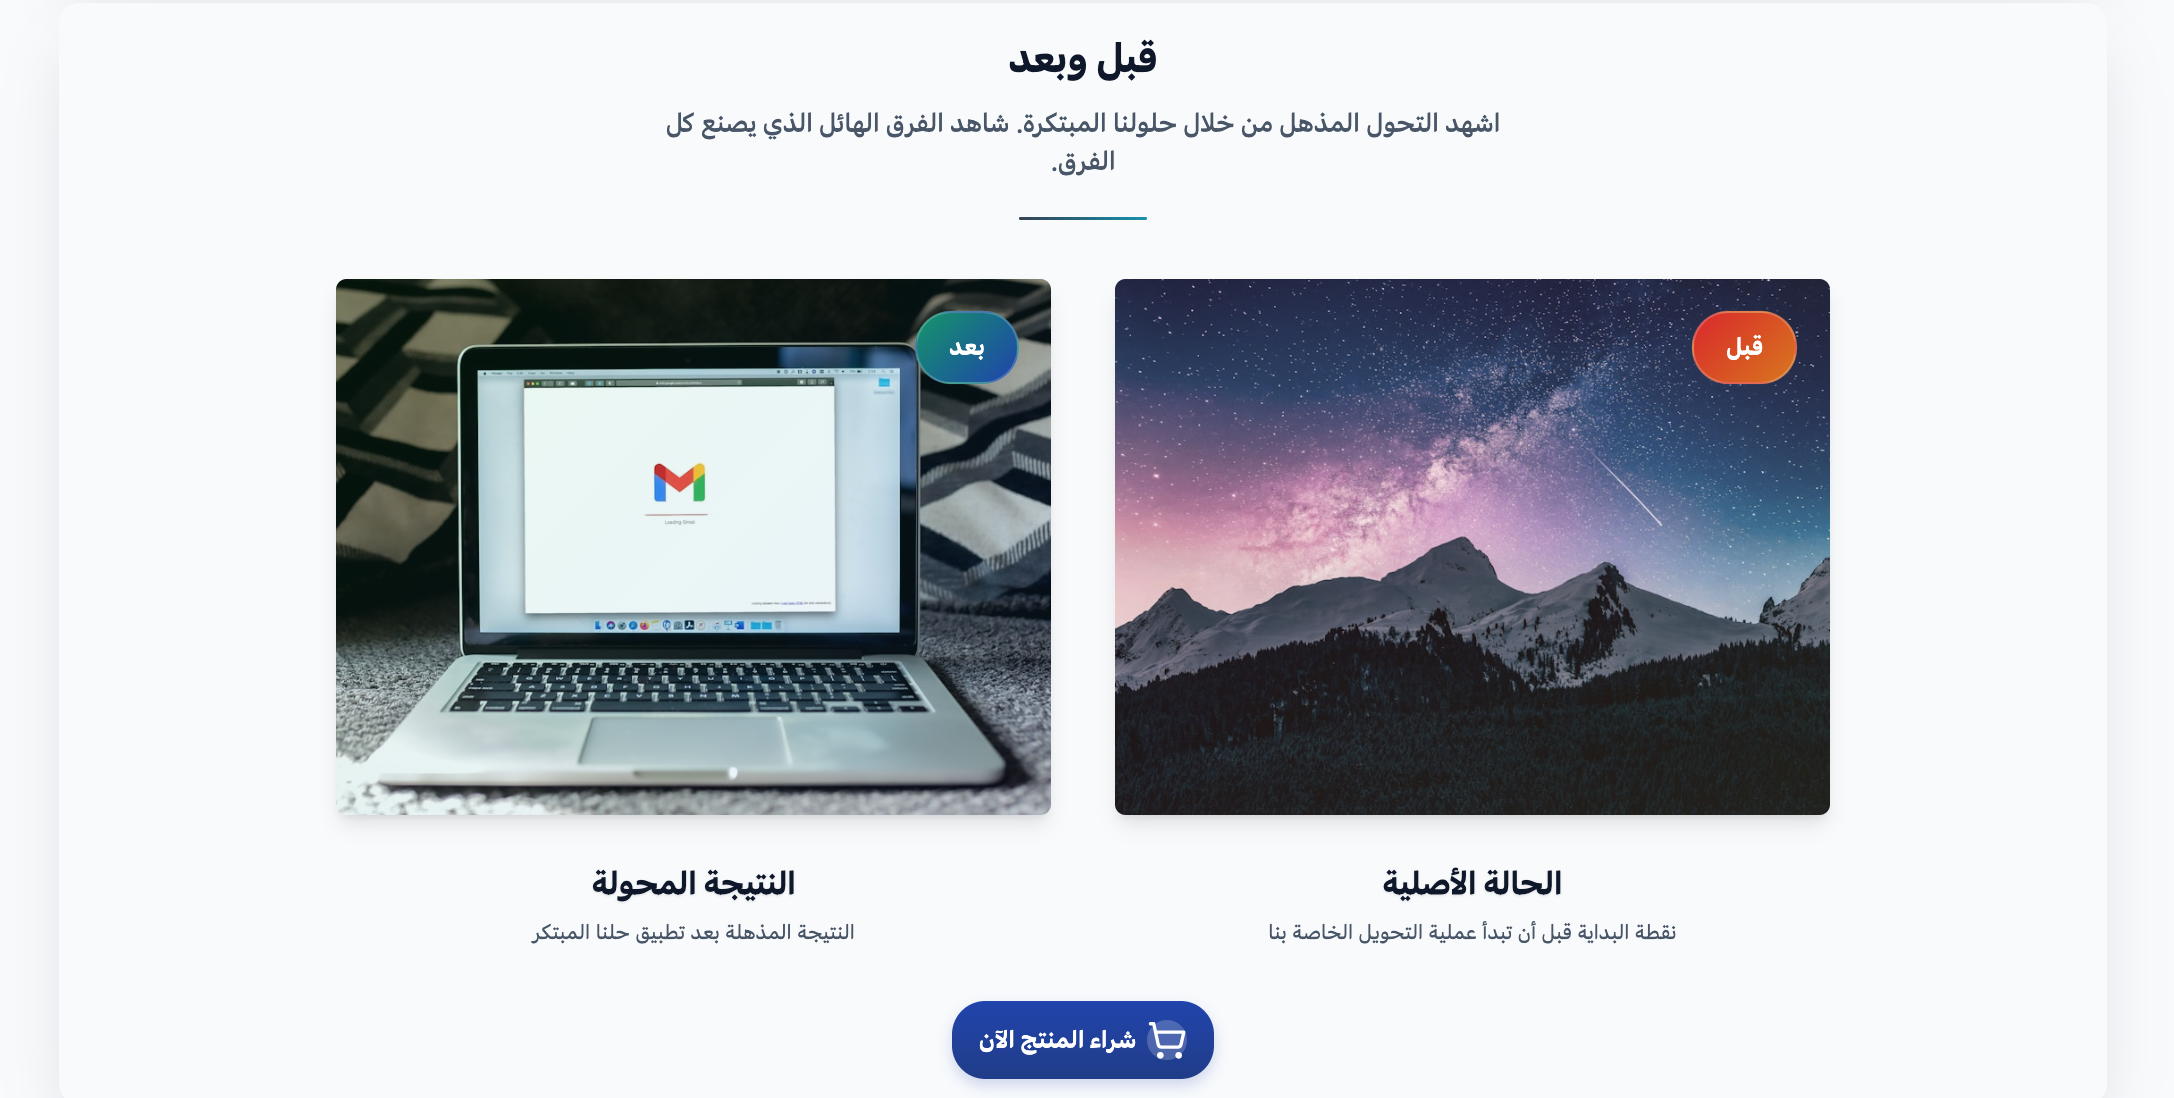 قبل وبعد
اشهد التحول المذهل من خلال حلولنا المبتكرة. شاهد الفرق الهائل الذي يصنع كل
الفرق.
قبل
بعد
Loading Gmail
الحالة الأصلية
نقطة البداية قبل أن تبدأ عملية التحويل الخاصة بنا
النتيجة المحولة
النتيجة المذهلة بعد تطبيق حلنا المبتكر
شراء المنتج الآن